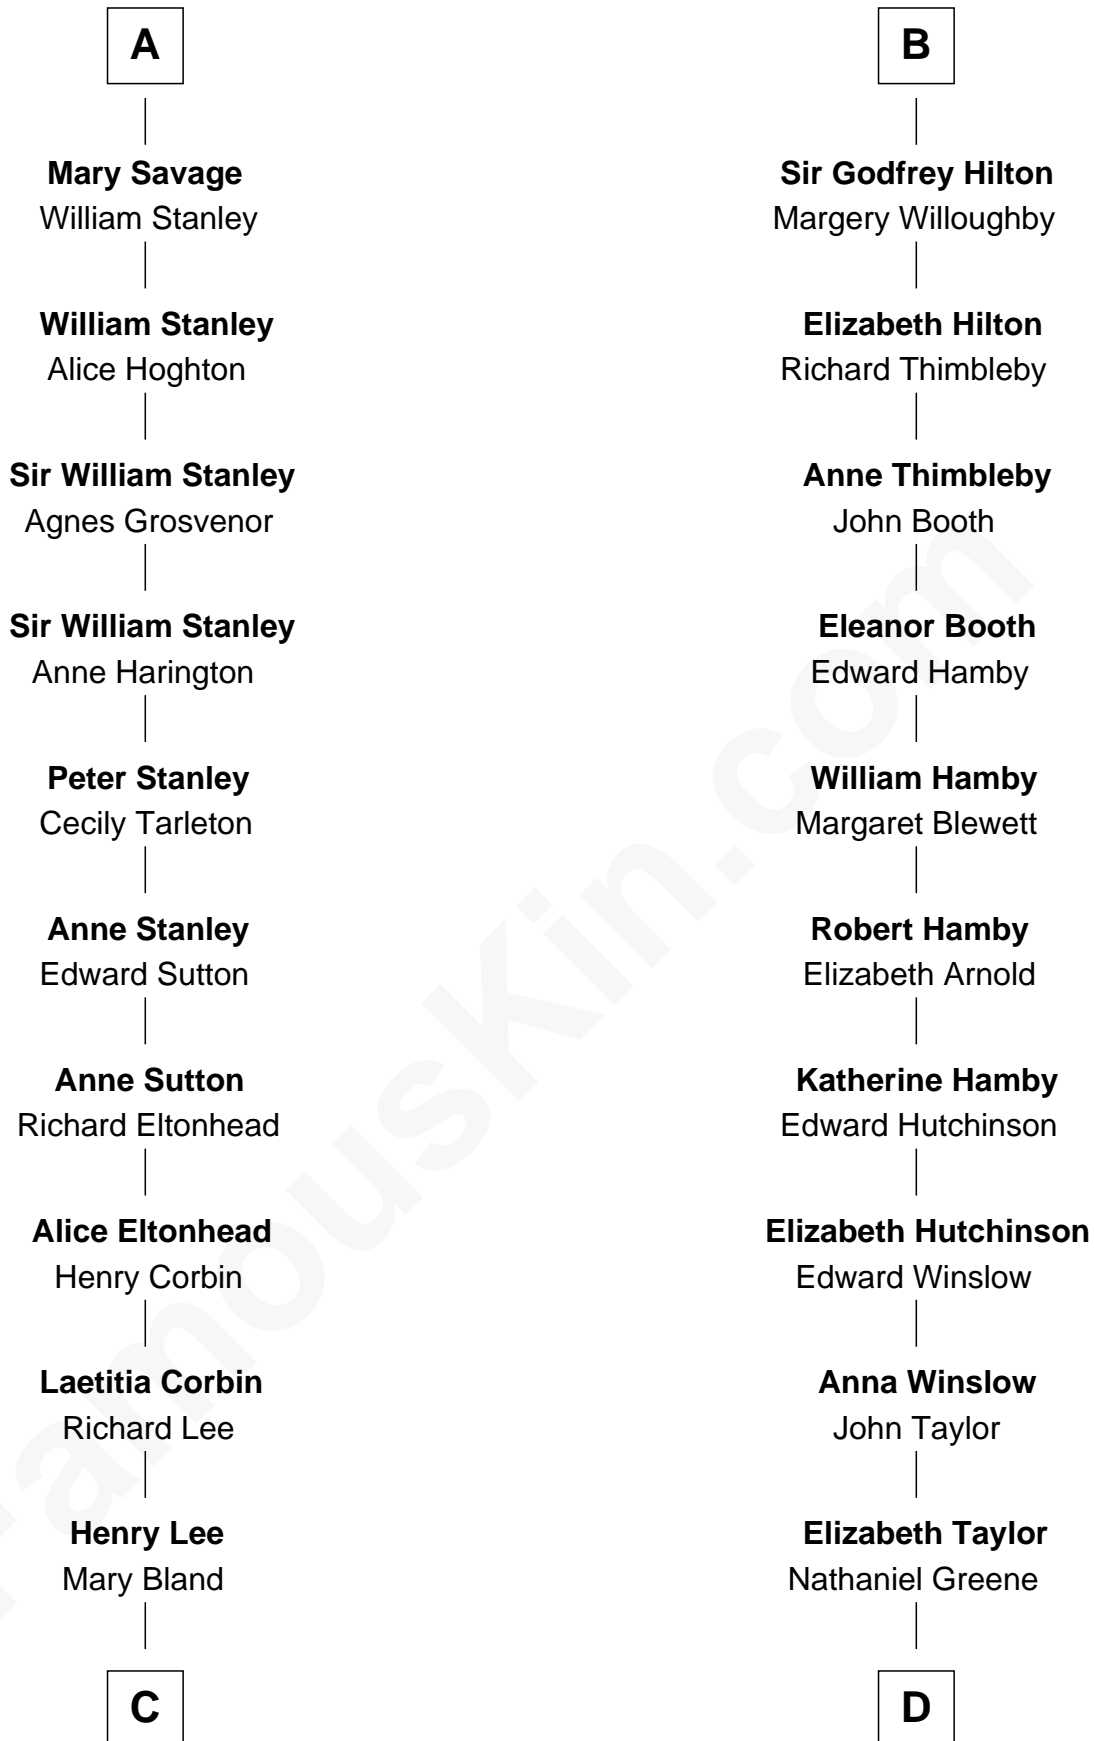 A
Mary Savage
William Stanley
William Stanley
Alice Hoghton
Sir William Stanley
Agnes Grosvenor
Sir William Stanley
Anne Harington
Peter Stanley
Cecily Tarleton
Anne Stanley
Edward Sutton
Anne Sutton
Richard Eltonhead
Alice Eltonhead
Henry Corbin
Laetitia Corbin
Richard Lee
Henry Lee
Mary Bland
C
B
Sir Godfrey Hilton
Margery Willoughby
Elizabeth Hilton
Richard Thimbleby
Anne Thimbleby
John Booth
Eleanor Booth
Edward Hamby
William Hamby
Margaret Blewett
Robert Hamby
Elizabeth Arnold
Katherine Hamby
Edward Hutchinson
Elizabeth Hutchinson
Edward Winslow
Anna Winslow
John Taylor
Elizabeth Taylor
Nathaniel Greene
D
FamousKin.com